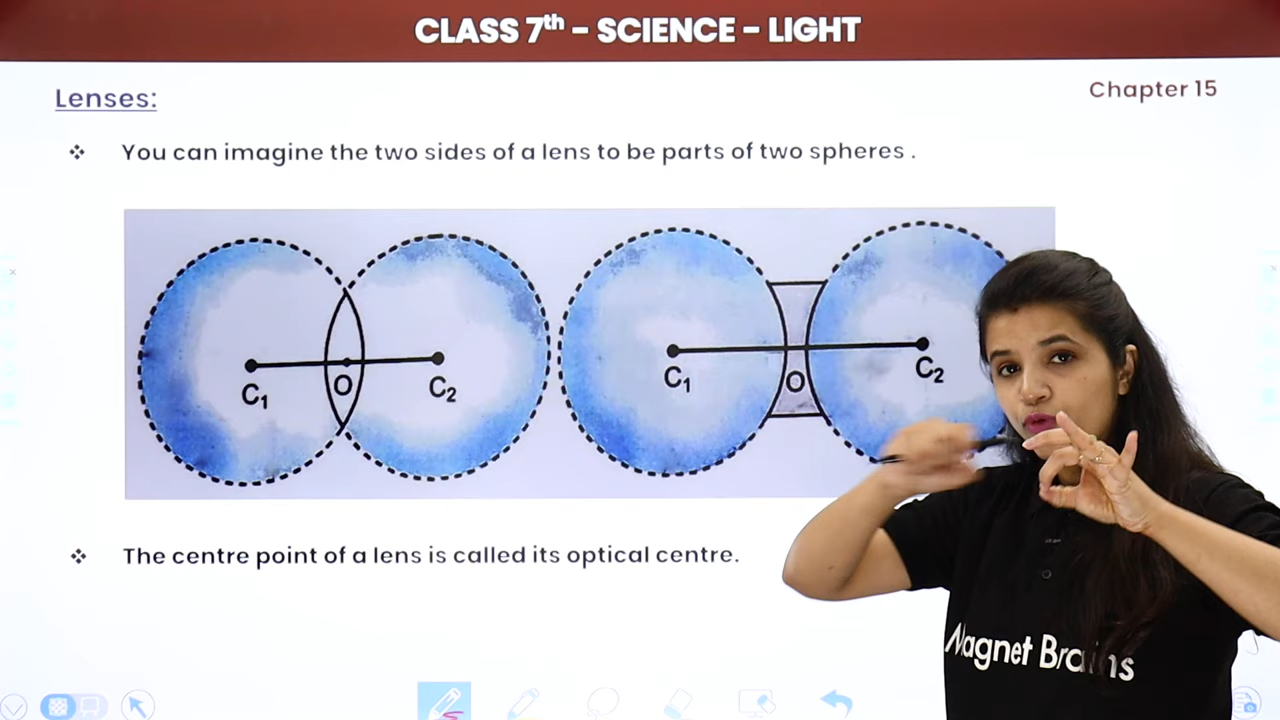 CLASS 7th - SCIENCE - LIGHT
Lenses:
Chapter 15
❖ You can imagine the two sides of a lens to be parts of two spheres .
C1 O C2
C1 O C2
❖ The centre point of a lens is called its optical centre.
Magnet Brains